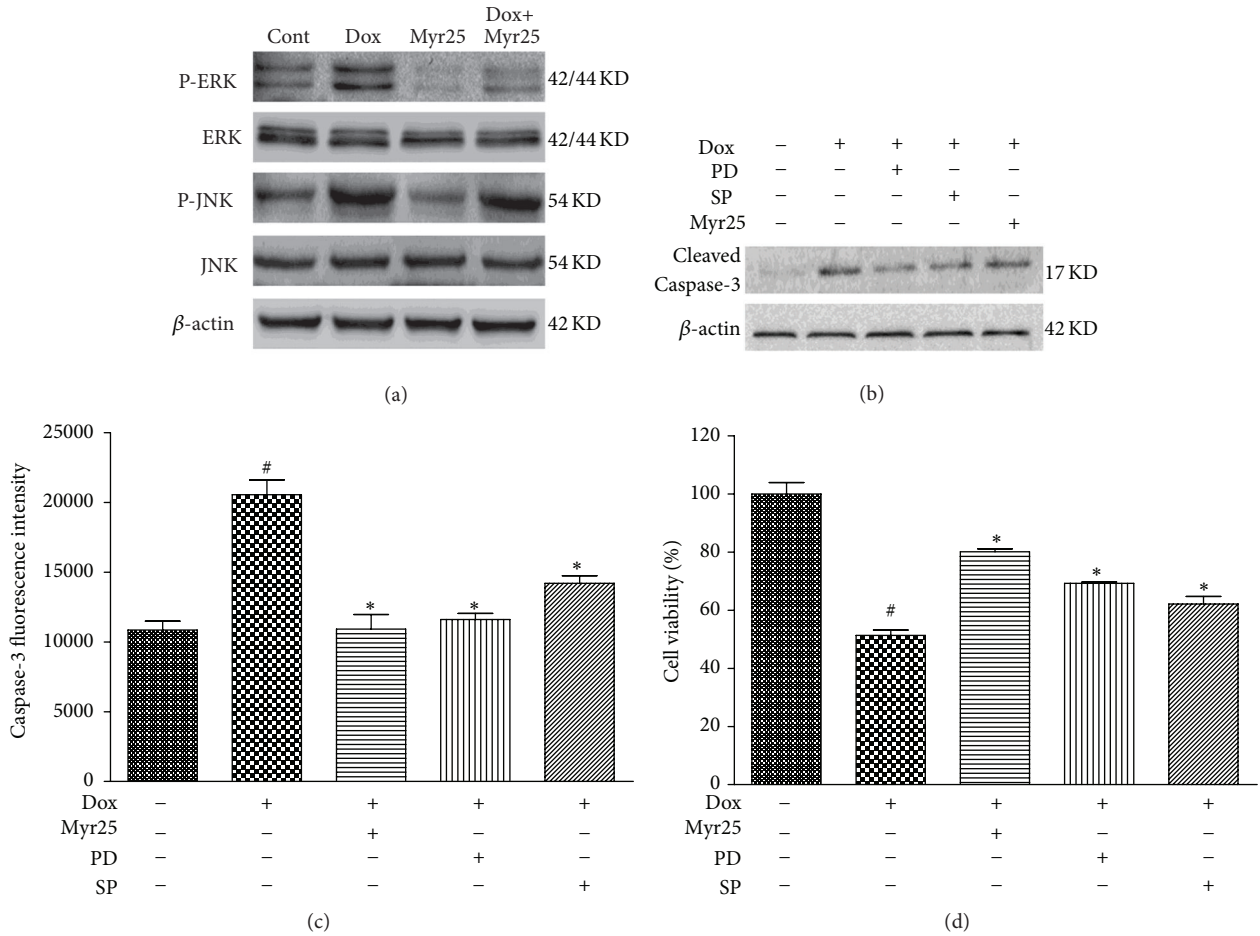 Cont Dox Myr25 Dox+
Myr25
P-ERK 42/44 KD
ERK 42/44 KD
P-JNK 54 KD
JNK 54 KD
β-actin 42 KD
(a)
Dox − + + + +
PD − − + − −
SP − − − + −
Myr25 − − − − +
Cleaved
Caspase-3 17 KD
β-actin 42 KD
(b)
Caspase-3 fluorescence intensity
25000
20000
15000
10000
5000
0
# * * *
Dox − + + + +
Myr25 − − + − −
PD − − − + −
SP − − − − +
(c)
Cell viability (%)
120
100
80
60
40
20
0
# * * *
Dox − + + + +
Myr25 − − + − −
PD − − − + −
SP − − − − +
(d)